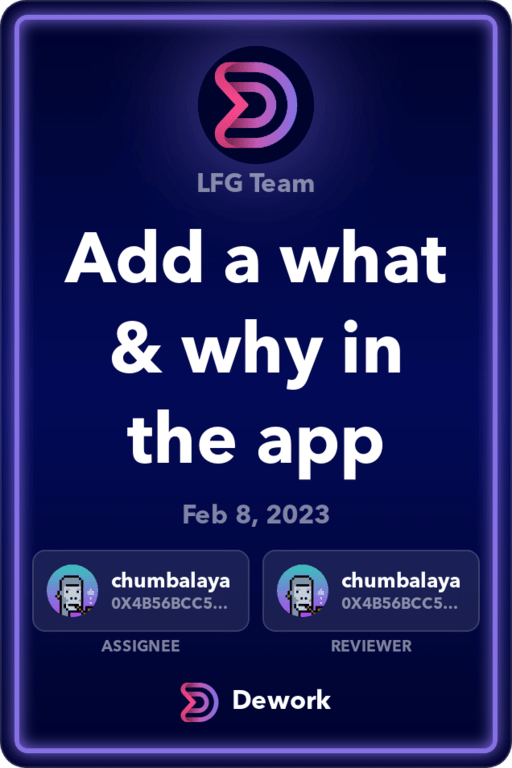 LFG Team
Add a what
& why in
the app
Feb 8, 2023
chumbalaya
0X4B56BCC5...
ASSIGNEE
chumbalaya
0X4B56BCC5...
REVIEWER
Dework